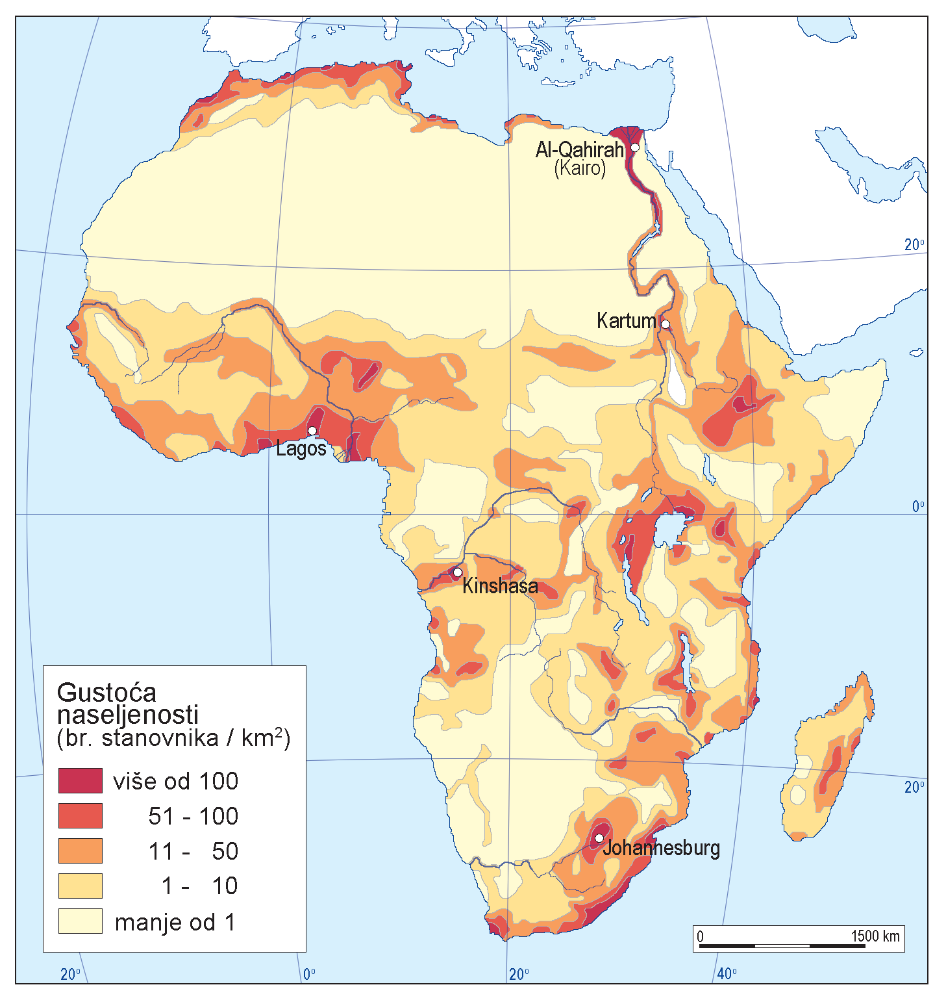 Al-Qahirah
(Kairo)
20°
Kartum
Lagos
0°
Kinshasa
Gustoća
naseljenosti
(br. stanovnika / km²)
više od 100
51 - 100
11 - 50
1 - 10
manje od 1
20°
Johannesburg
0 1500 km
20° 0° 20° 40°